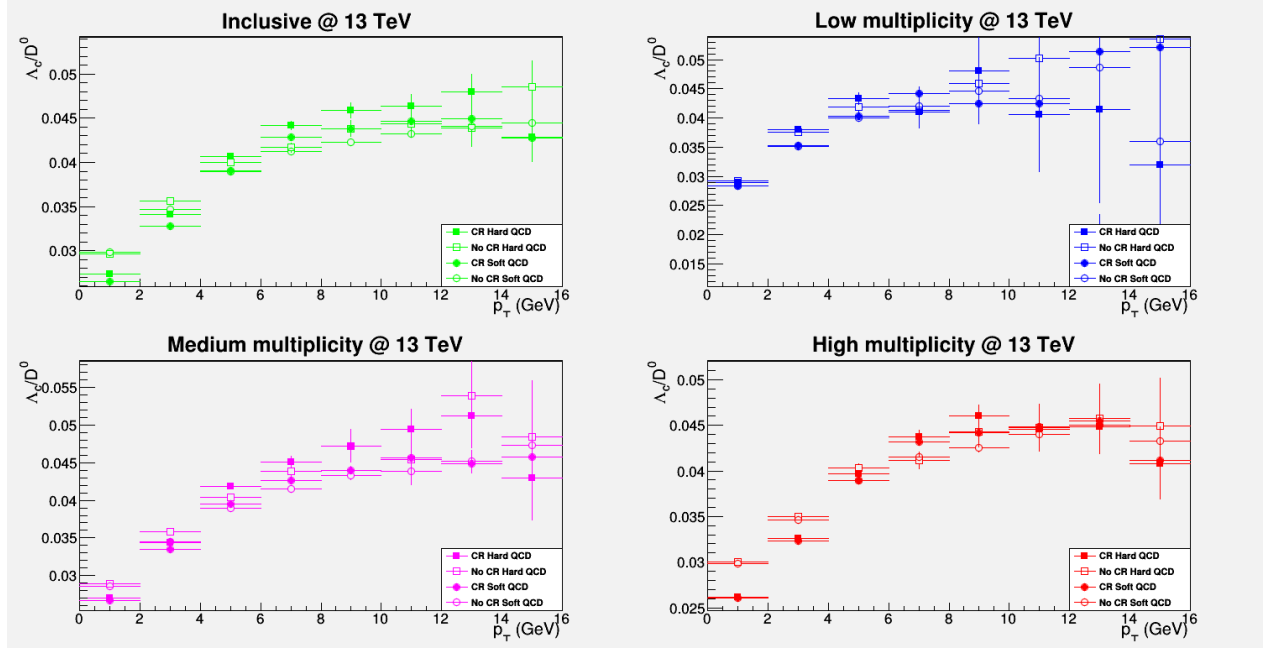 Inclusive @ 13 TeV
Λc/D⁰
0.05
0.045
0.04
0.035
0.03
0 2 4 6 8 10 12 14 16
p_T (GeV)
CR Hard QCD
No CR Hard QCD
CR Soft QCD
No CR Soft QCD
Low multiplicity @ 13 TeV
Λc/D⁰
0.05
0.045
0.04
0.035
0.03
0.025
0.02
0.015
0 2 4 6 8 10 12 14 16
p_T (GeV)
CR Hard QCD
No CR Hard QCD
CR Soft QCD
No CR Soft QCD
Medium multiplicity @ 13 TeV
Λc/D⁰
0.055
0.05
0.045
0.04
0.035
0.03
0 2 4 6 8 10 12 14 16
p_T (GeV)
CR Hard QCD
No CR Hard QCD
CR Soft QCD
No CR Soft QCD
High multiplicity @ 13 TeV
Λc/D⁰
0.05
0.045
0.04
0.035
0.03
0.025
0 2 4 6 8 10 12 14 16
p_T (GeV)
CR Hard QCD
No CR Hard QCD
CR Soft QCD
No CR Soft QCD